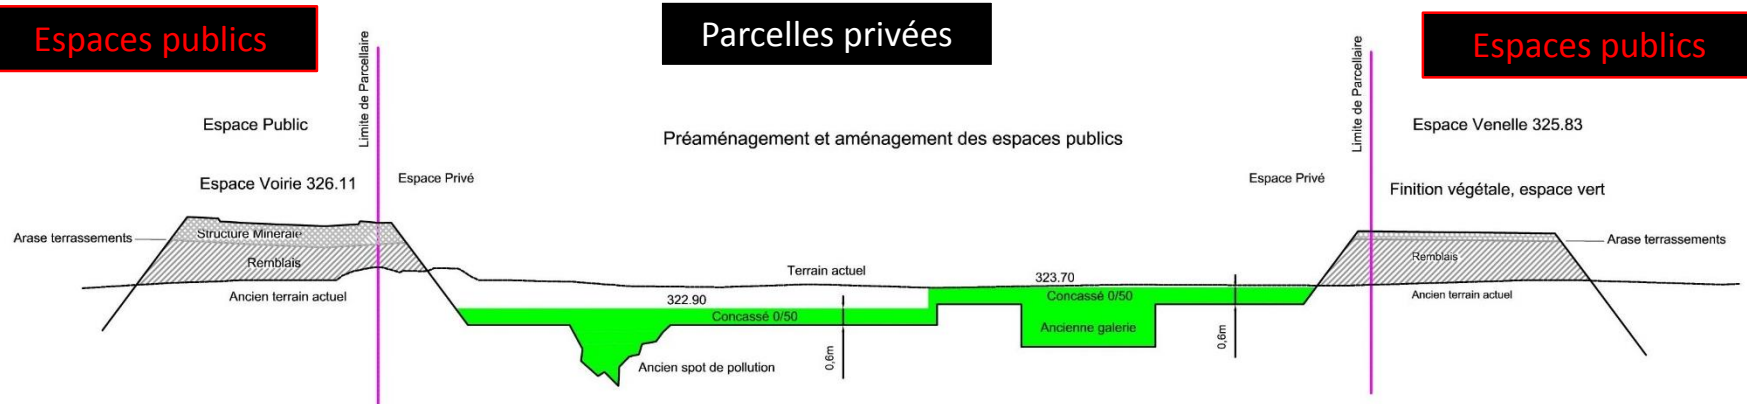 Espaces publics
Parcelles privées
Espaces publics
Limite de Parcellaire
Limite de Parcellaire
Espace Public
Préaménagement et aménagement des espaces publics
Espace Venelle 325.83
Espace Voirie 326.11
Espace Privé
Espace Privé
Finition végétale, espace vert
Arase terrassements
Structure Minerale
Remblais
Ancien terrain actuel
Terrain actuel
322.90
323.70
Concassé 0/50
Concassé 0/50
Ancienne galerie
Ancien spot de pollution
0,6m
0,6m
Remblais
Arase terrassements
Ancien terrain actuel